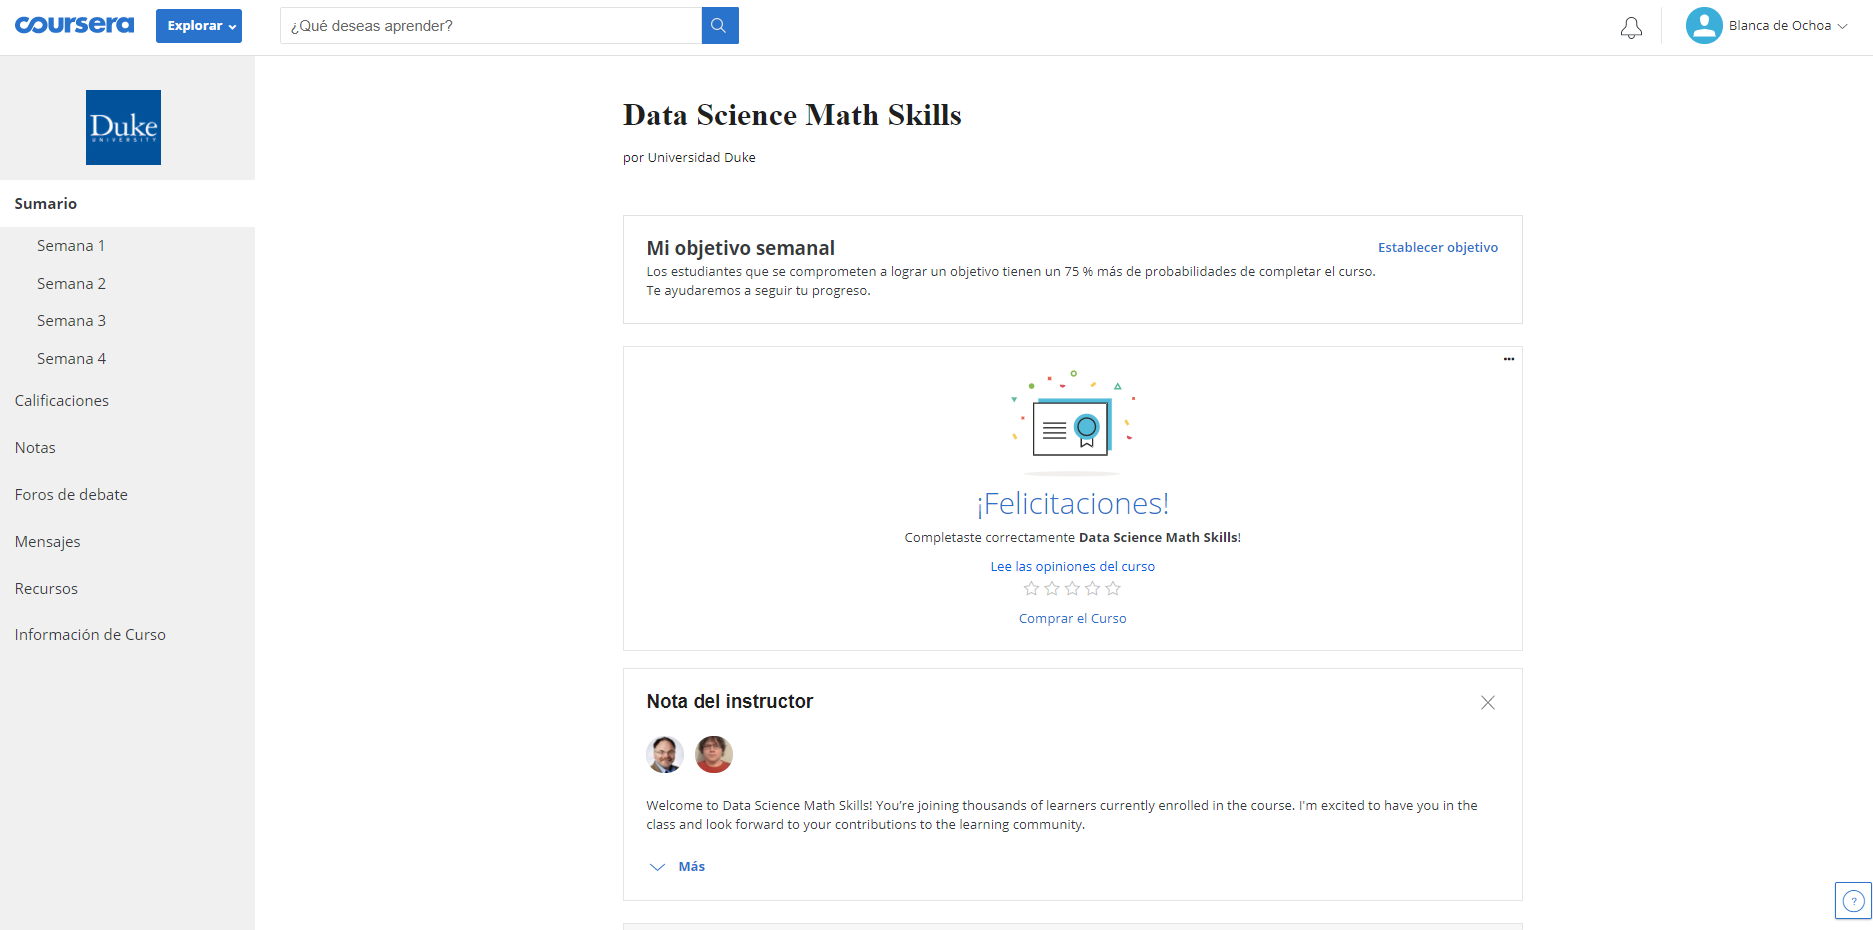 coursera
Explorar
¿Qué deseas aprender?
Blanca de Ochoa
Duke
UNIVERSITY
Sumario
Semana 1
Semana 2
Semana 3
Semana 4
Calificaciones
Notas
Foros de debate
Mensajes
Recursos
Información de Curso
Data Science Math Skills
por Universidad Duke
Mi objetivo semanal
Establecer objetivo
Los estudiantes que se comprometen a lograr un objetivo tienen un 75 % más de probabilidades de completar el curso.
Te ayudaremos a seguir tu progreso.
¡Felicitaciones!
Completaste correctamente Data Science Math Skills!
Lee las opiniones del curso
Comprar el Curso
Nota del instructor
Welcome to Data Science Math Skills! You’re joining thousands of learners currently enrolled in the course. I'm excited to have you in the
class and look forward to your contributions to the learning community.
Más
?